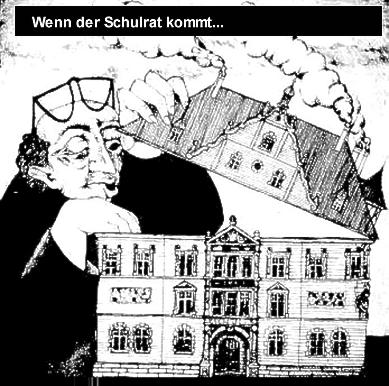 Wenn der Schulrat kommt...